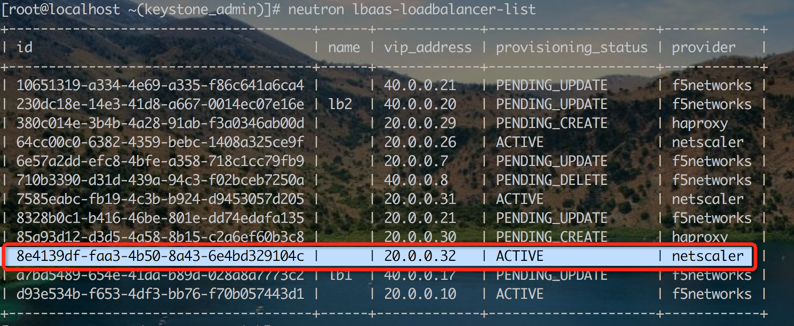 [root@localhost ~(keystone_admin)]# neutron lbaas-loadbalancer-list
+--------------------------------------+------+-------------+---------------------+------------+
| id                                   | name | vip_address | provisioning_status | provider   |
+--------------------------------------+------+-------------+---------------------+------------+
| 10651319-a334-4e69-a335-f86c641a6ca4 |      | 40.0.0.21   | PENDING_UPDATE      | f5networks |
| 230dc18e-14e3-41d8-a667-0014ec07e16e | lb2  | 40.0.0.20   | PENDING_UPDATE      | f5networks |
| 380c014e-3b4b-4a28-91ab-f3a0346ab00d |      | 20.0.0.29   | PENDING_CREATE      | haproxy    |
| 64cc00c0-6382-4359-bebc-1408a325ce9f |      | 20.0.0.26   | ACTIVE              | netscaler  |
| 6e57a2dd-efc8-4bfe-a358-718c1cc79fb9 |      | 20.0.0.7    | PENDING_UPDATE      | f5networks |
| 710b3390-d31d-439a-94c3-f02bceb7250a |      | 40.0.0.8    | PENDING_DELETE      | f5networks |
| 7585eabc-fb19-4c3b-b924-d9453057d205 |      | 20.0.0.31   | ACTIVE              | netscaler  |
| 8328b0c1-b416-46be-801e-dd74edafa135 |      | 20.0.0.21   | PENDING_UPDATE      | f5networks |
| 85a93d12-d3d5-4a58-8b15-c2a6ef60b3c8 |      | 20.0.0.30   | PENDING_CREATE      | haproxy    |
| 8e4139df-faa3-4b50-8a43-6e4bd329104c |      | 20.0.0.32   | ACTIVE              | netscaler  |
| a7bd5489-654e-41da-b89d-028d8a7773c2 | lb1  | 40.0.0.17   | PENDING_UPDATE      | f5networks |
| d93e534b-f653-4df3-bb76-f70b057443d1 |      | 20.0.0.10   | ACTIVE              | f5networks |
+--------------------------------------+------+-------------+---------------------+------------+